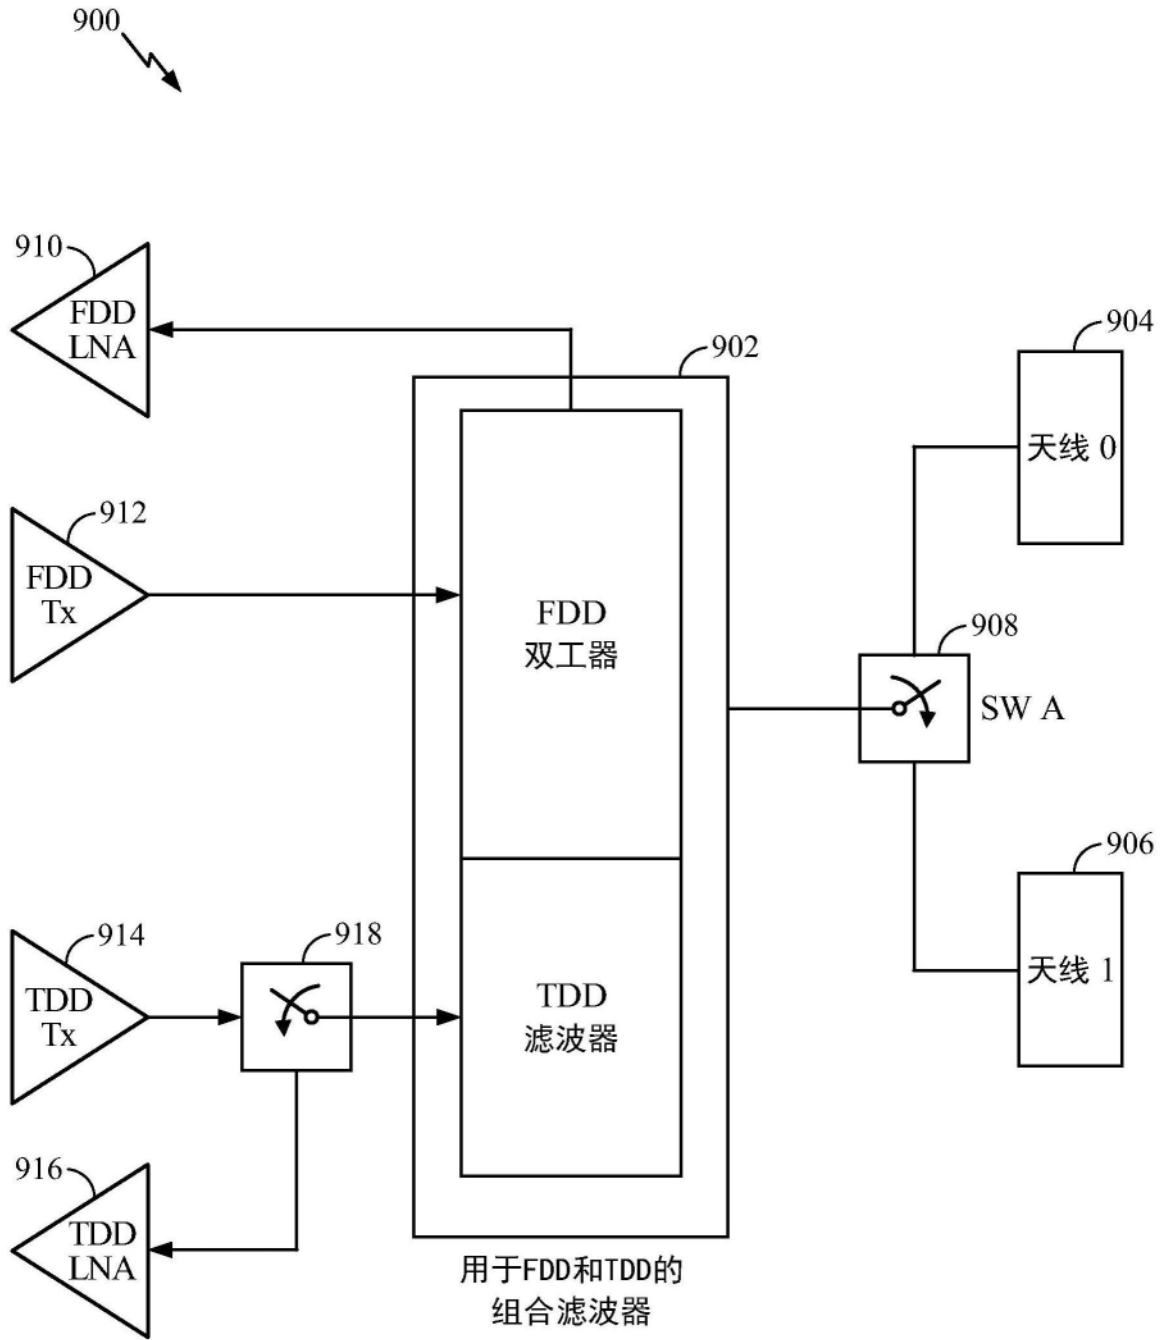 900
910
FDD
LNA
902
904
天线 0
912
FDD
Tx
FDD
双工器
908
SW A
906
天线 1
914
TDD
Tx
918
TDD
滤波器
916
TDD
LNA
用于FDD和TDD的
组合滤波器